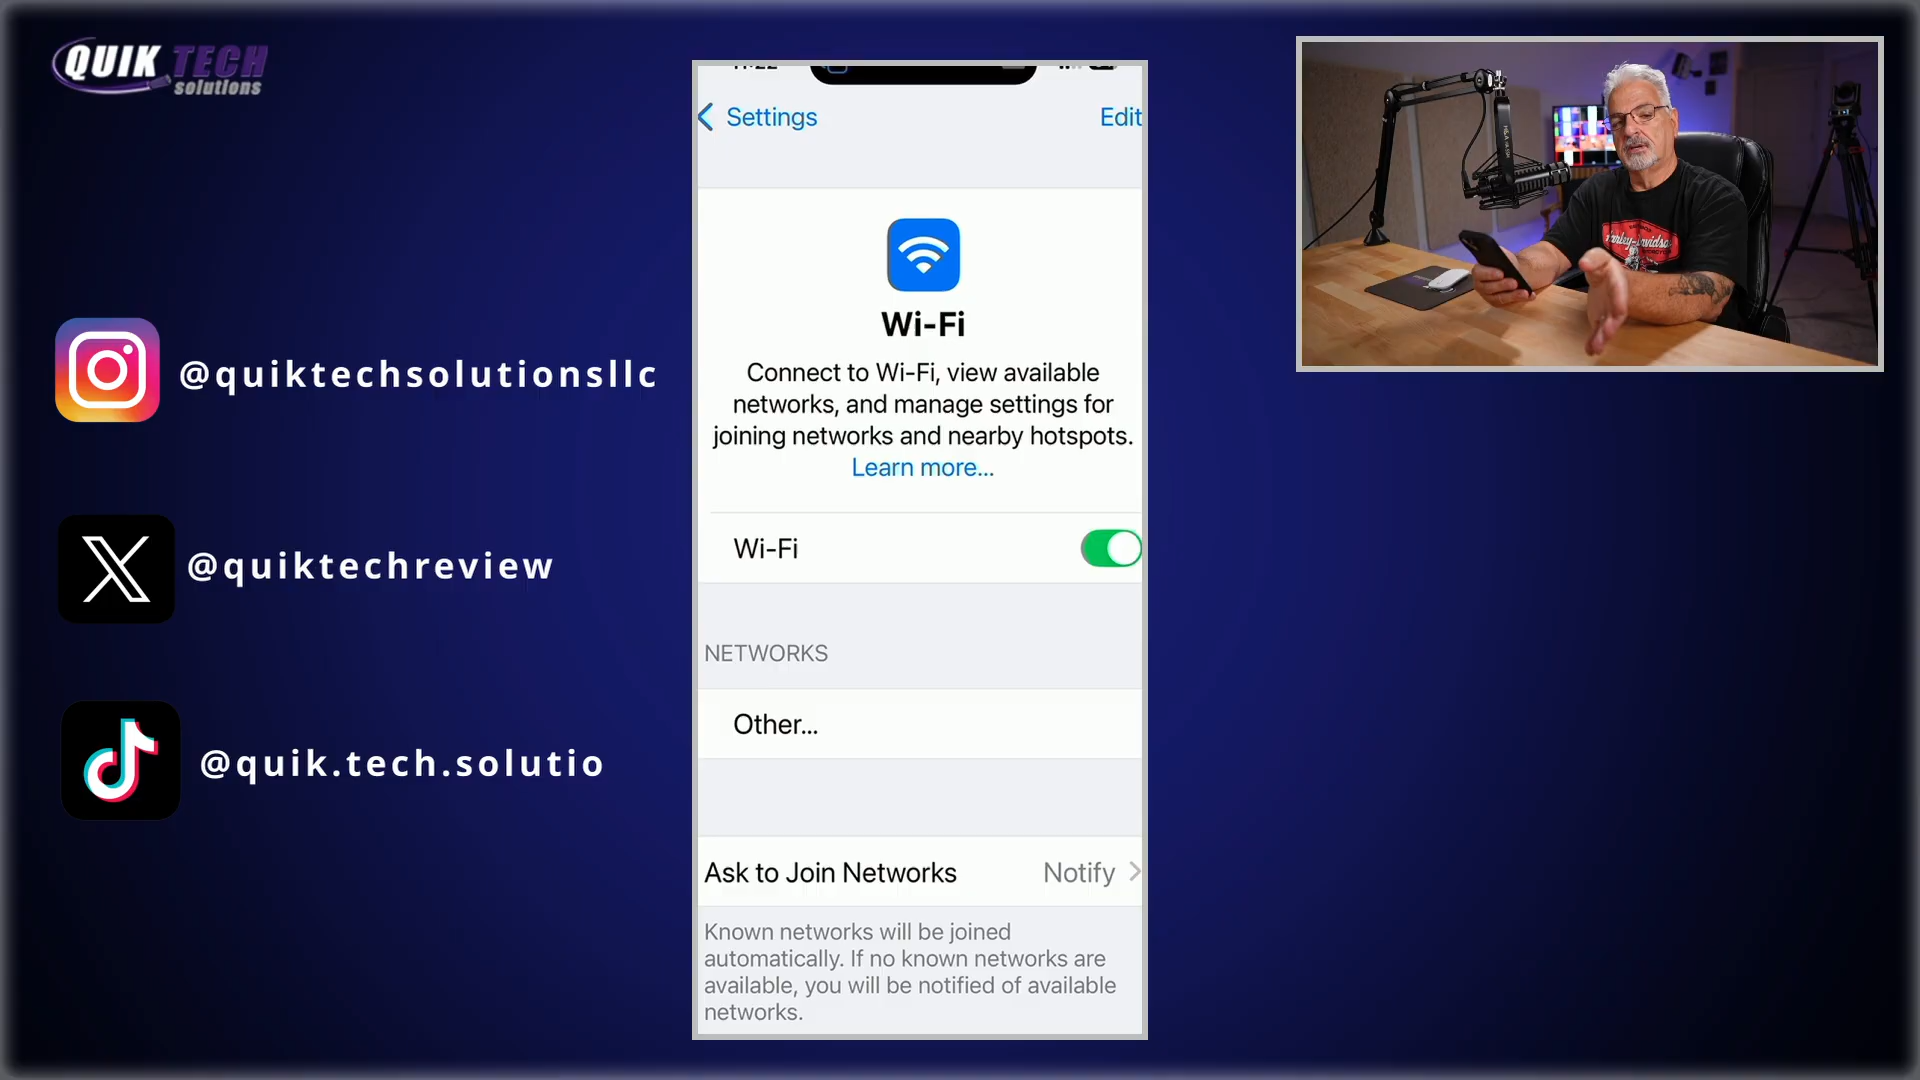 QUIK TECH
solutions
@quiktechsolutionsllc
@quiktechreview
@quik.tech.solutio
Settings
Edit
Wi-Fi
Connect to Wi-Fi, view available
networks, and manage settings for
joining networks and nearby hotspots.
Learn more...
Wi-Fi
NETWORKS
Other...
Ask to Join Networks
Notify
Known networks will be joined
automatically. If no known networks are
available, you will be notified of available
networks.